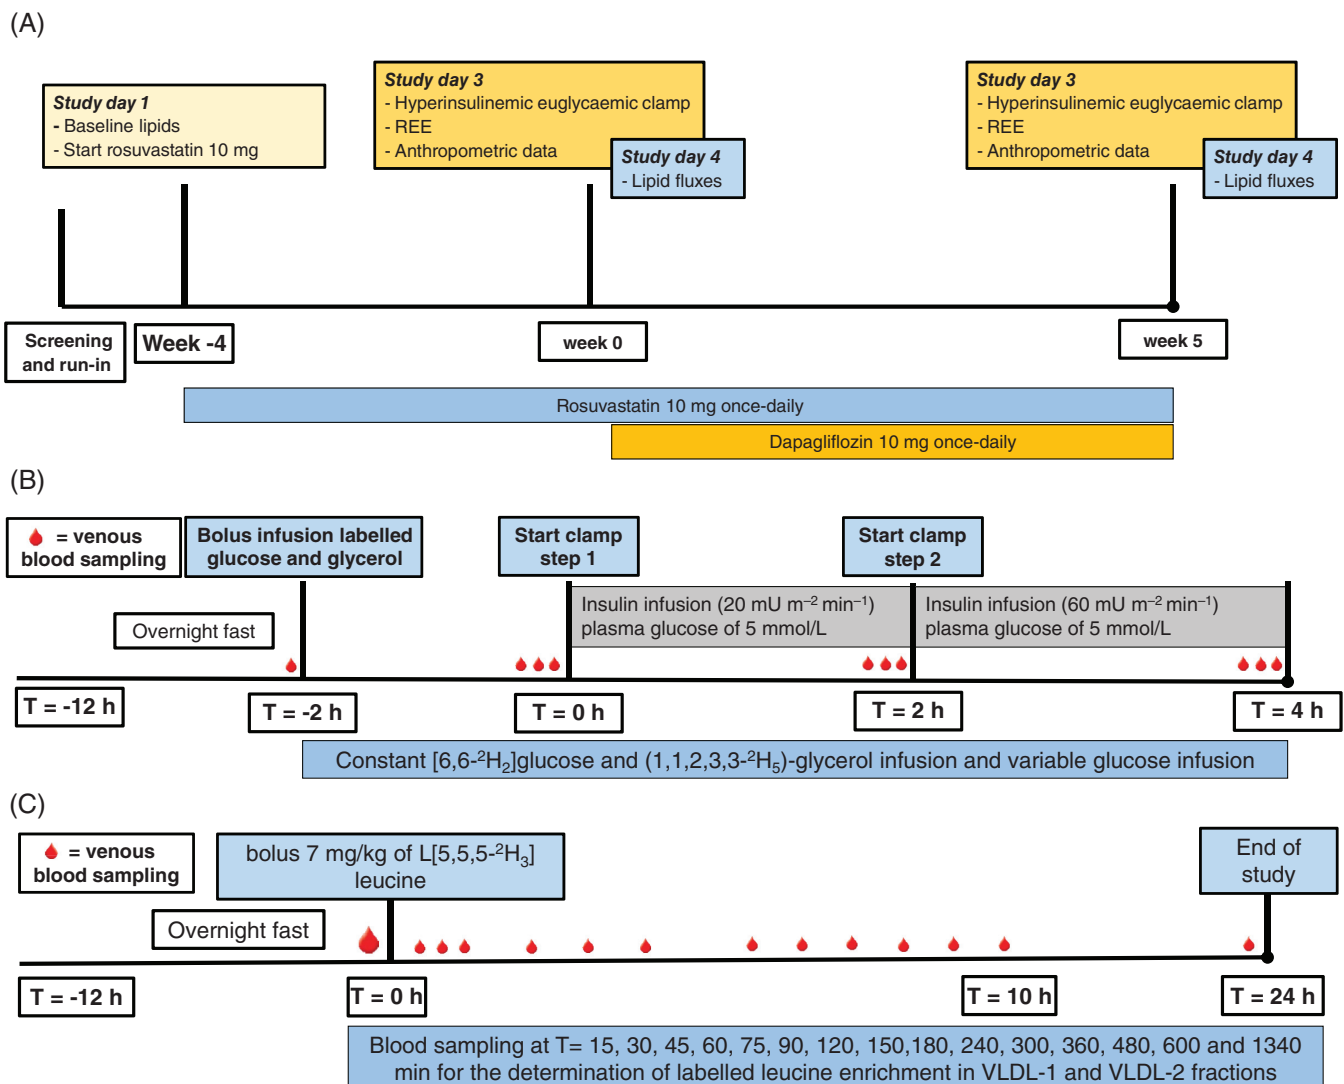 (A)
Study day 1
- Baseline lipids
- Start rosuvastatin 10 mg
Study day 3
- Hyperinsulinemic euglycaemic clamp
- REE
- Anthropometric data
Study day 4
- Lipid fluxes
Study day 3
- Hyperinsulinemic euglycaemic clamp
- REE
- Anthropometric data
Study day 4
- Lipid fluxes
Screening
and run-in
Week -4
week 0
week 5
Rosuvastatin 10 mg once-daily
Dapagliflozin 10 mg once-daily
(B)
= venous
blood sampling
Bolus infusion labelled
glucose and glycerol
Start clamp
step 1
Start clamp
step 2
Overnight fast
Insulin infusion (20 mU m⁻² min⁻¹)
plasma glucose of 5 mmol/L
Insulin infusion (60 mU m⁻² min⁻¹)
plasma glucose of 5 mmol/L
T = -12 h
T = -2 h
T = 0 h
T = 2 h
T = 4 h
Constant [6,6-²H₂]glucose and (1,1,2,3,3-²H₅)-glycerol infusion and variable glucose infusion
(C)
= venous
blood sampling
bolus 7 mg/kg of L[5,5,5-²H₃]
leucine
End of
study
Overnight fast
T = -12 h
T = 0 h
T = 10 h
T = 24 h
Blood sampling at T= 15, 30, 45, 60, 75, 90, 120, 150,180, 240, 300, 360, 480, 600 and 1340
min for the determination of labelled leucine enrichment in VLDL-1 and VLDL-2 fractions